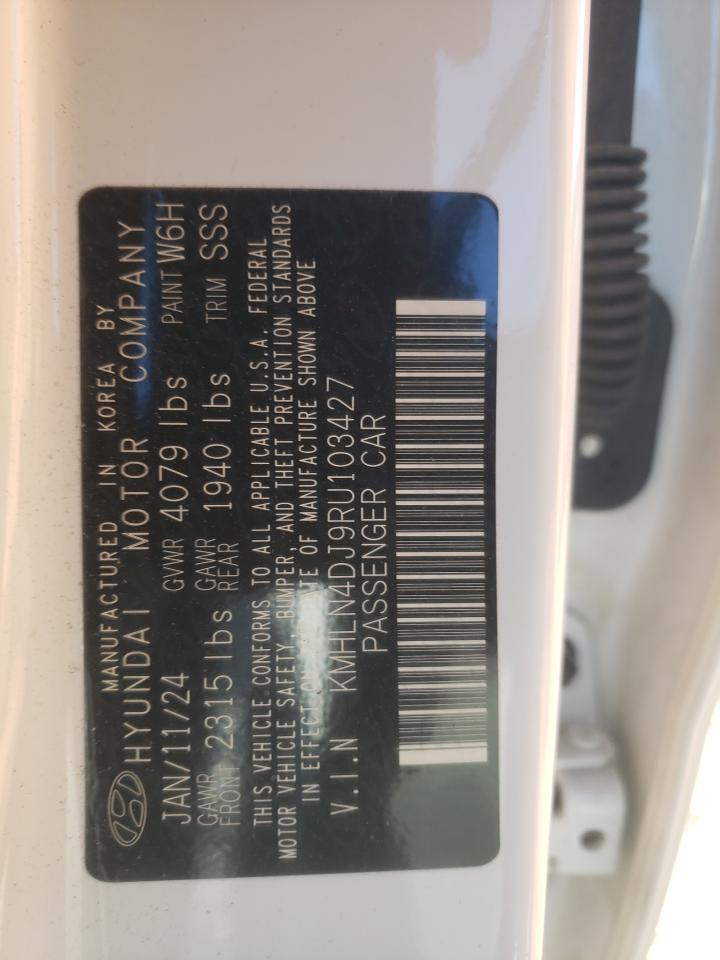 MANUFACTURED IN KOREA BY
HYUNDAI MOTOR COMPANY
JAN/11/24 GVWR 4079 lbs PAINT W6H
GAWR FRONT 2315 lbs GAWR REAR 1940 lbs TRIM SSS
THIS VEHICLE CONFORMS TO ALL APPLICABLE U.S.A. FEDERAL
MOTOR VEHICLE SAFETY, BUMPER, AND THEFT PREVENTION STANDARDS
IN EFFECT ON THE DATE OF MANUFACTURE SHOWN ABOVE
V.I.N KMHLN4DJ9RU103427
PASSENGER CAR